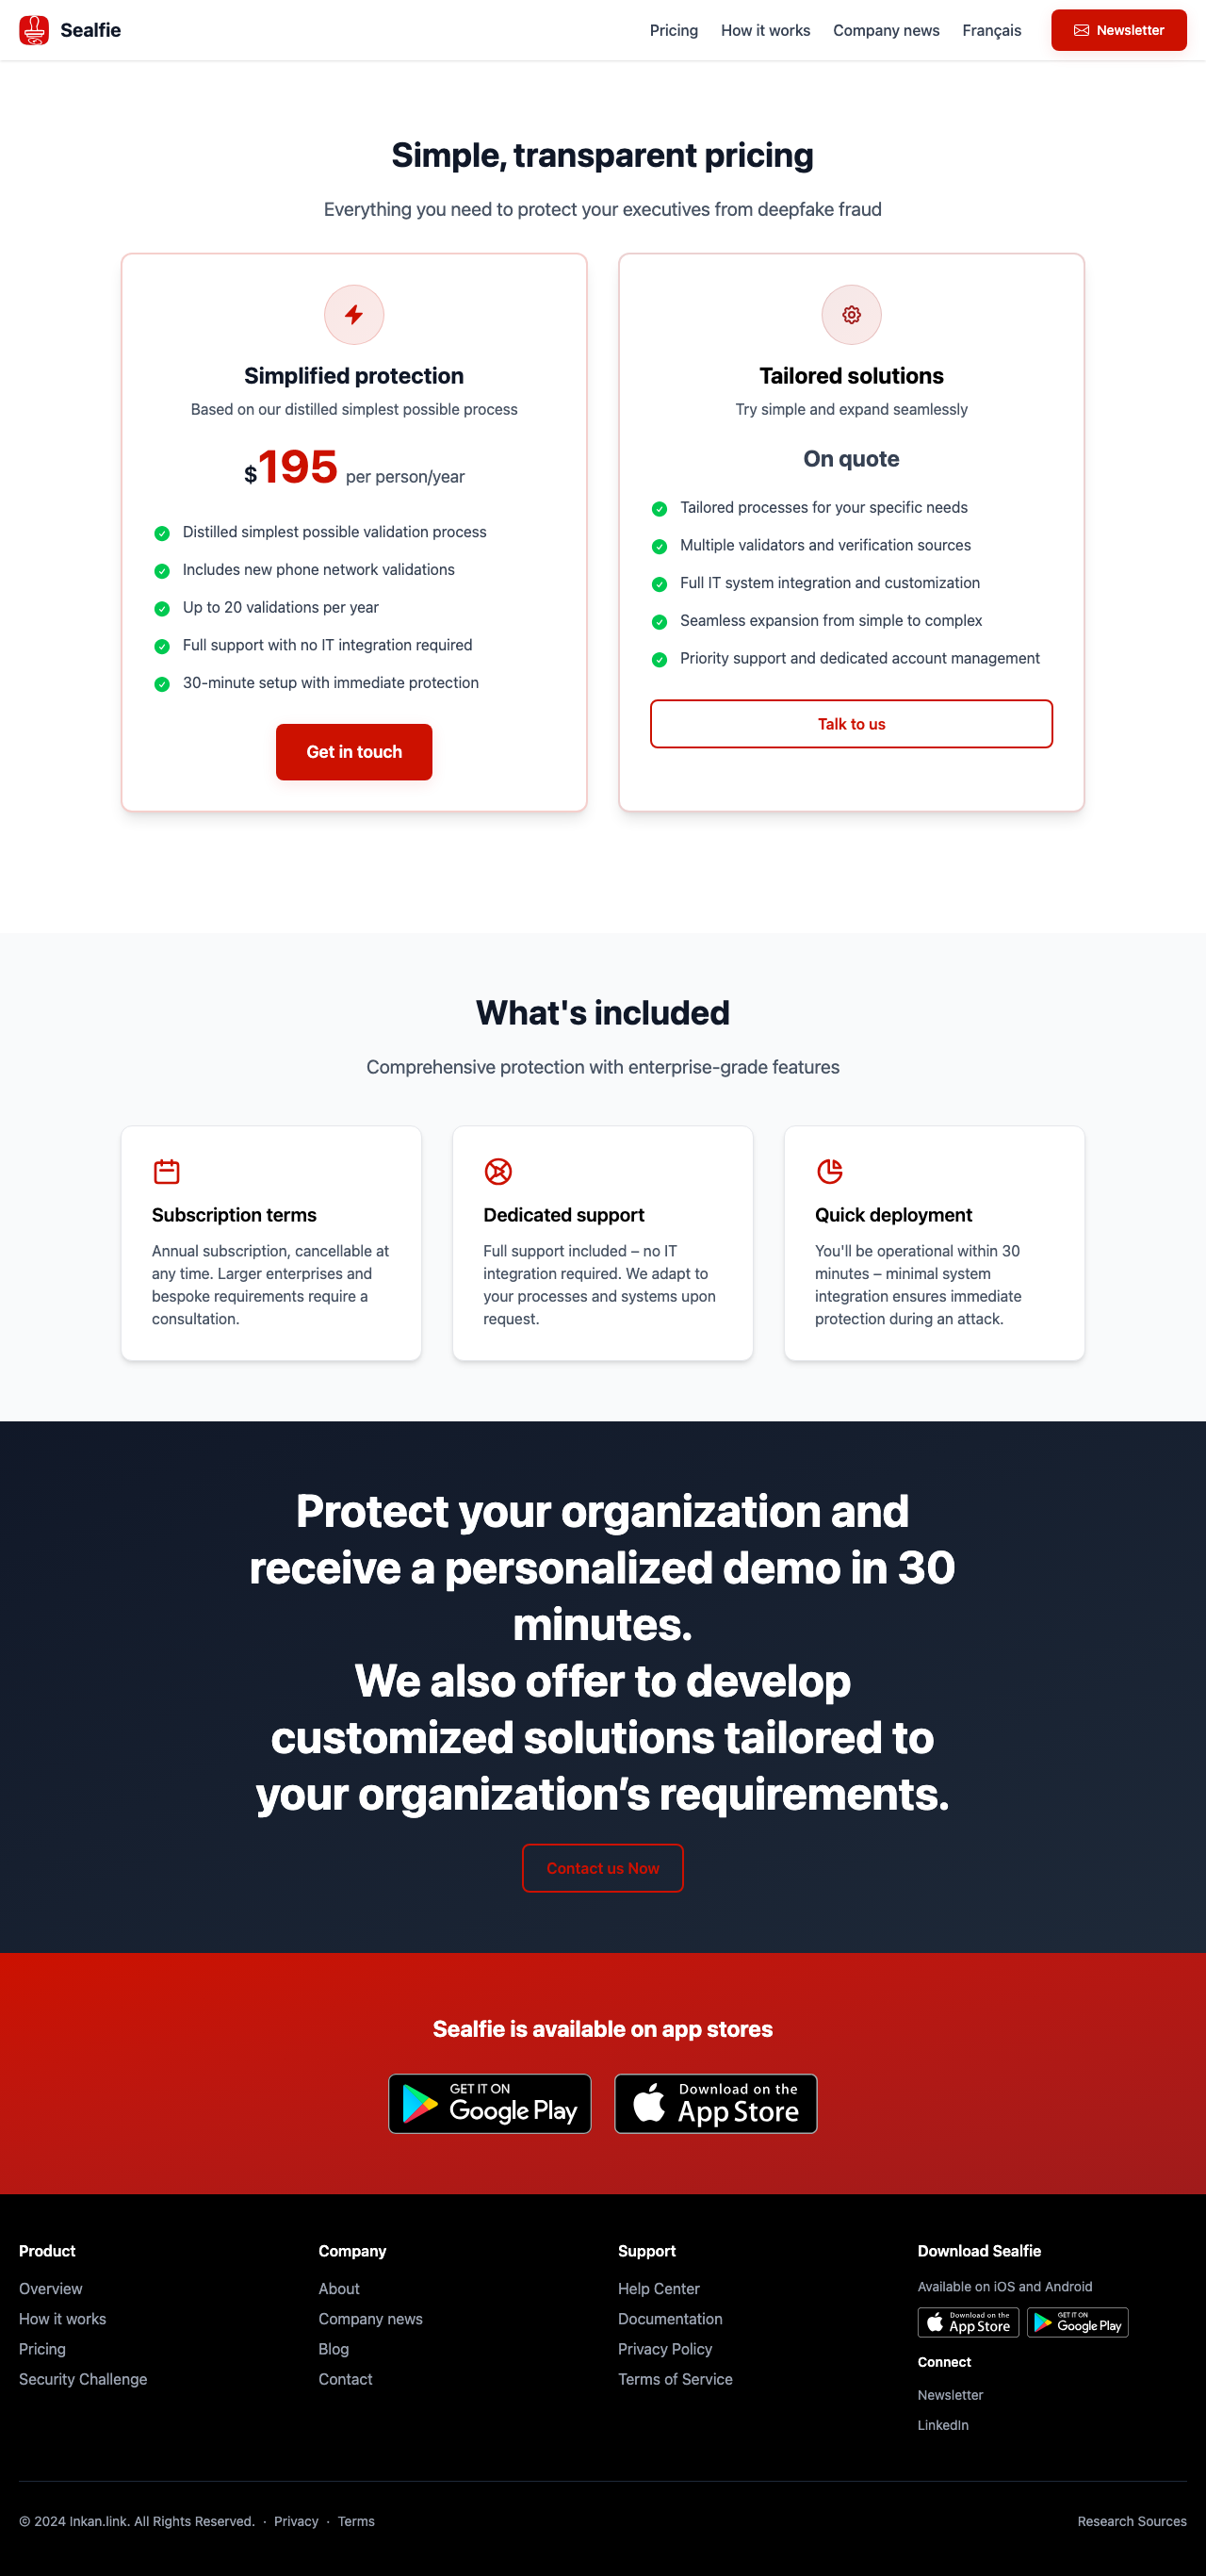 Sealfie
Pricing
How it works
Company news
Français
Newsletter
Simple, transparent pricing
Everything you need to protect your executives from deepfake fraud
Simplified protection
Based on our distilled simplest possible process
$195 per person/year
Distilled simplest possible validation process
Includes new phone network validations
Up to 20 validations per year
Full support with no IT integration required
30-minute setup with immediate protection
Get in touch
Tailored solutions
Try simple and expand seamlessly
On quote
Tailored processes for your specific needs
Multiple validators and verification sources
Full IT system integration and customization
Seamless expansion from simple to complex
Priority support and dedicated account management
Talk to us
What's included
Comprehensive protection with enterprise-grade features
Subscription terms
Annual subscription, cancellable at
any time. Larger enterprises and
bespoke requirements require a
consultation.
Dedicated support
Full support included – no IT
integration required. We adapt to
your processes and systems upon
request.
Quick deployment
You'll be operational within 30
minutes – minimal system
integration ensures immediate
protection during an attack.
Protect your organization and
receive a personalized demo in 30
minutes.
We also offer to develop
customized solutions tailored to
your organization’s requirements.
Contact us Now
Sealfie is available on app stores
GET IT ON
Google Play
Download on the
App Store
Product
Overview
How it works
Pricing
Security Challenge
Company
About
Company news
Blog
Contact
Support
Help Center
Documentation
Privacy Policy
Terms of Service
Download Sealfie
Available on iOS and Android
Download on the
App Store
GET IT ON
Google Play
Connect
Newsletter
LinkedIn
© 2024 Inkan.link. All Rights Reserved. · Privacy · Terms
Research Sources